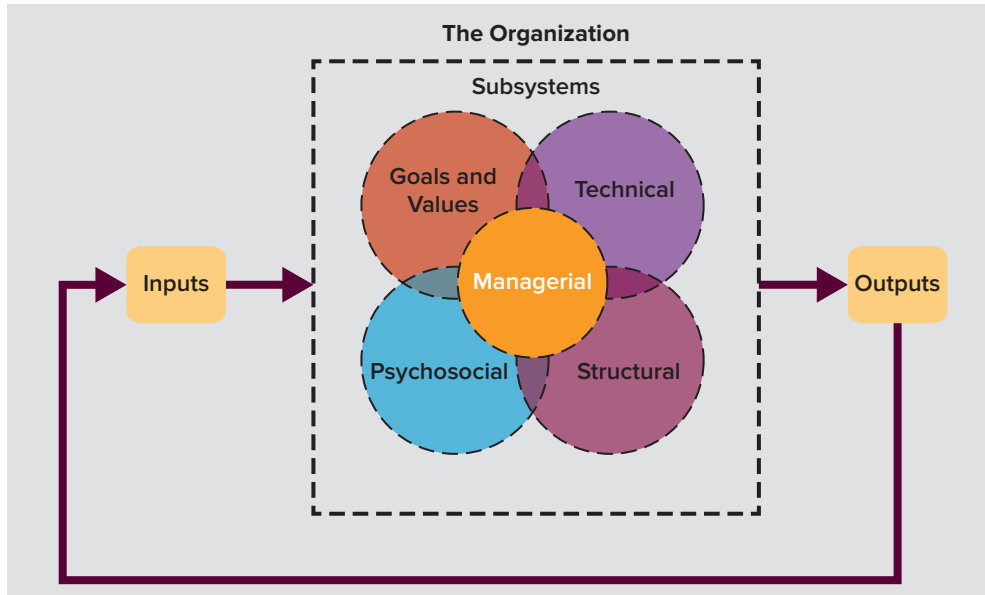 The Organization
Subsystems
Goals and
Values
Technical
Inputs
Managerial
Outputs
Psychosocial
Structural